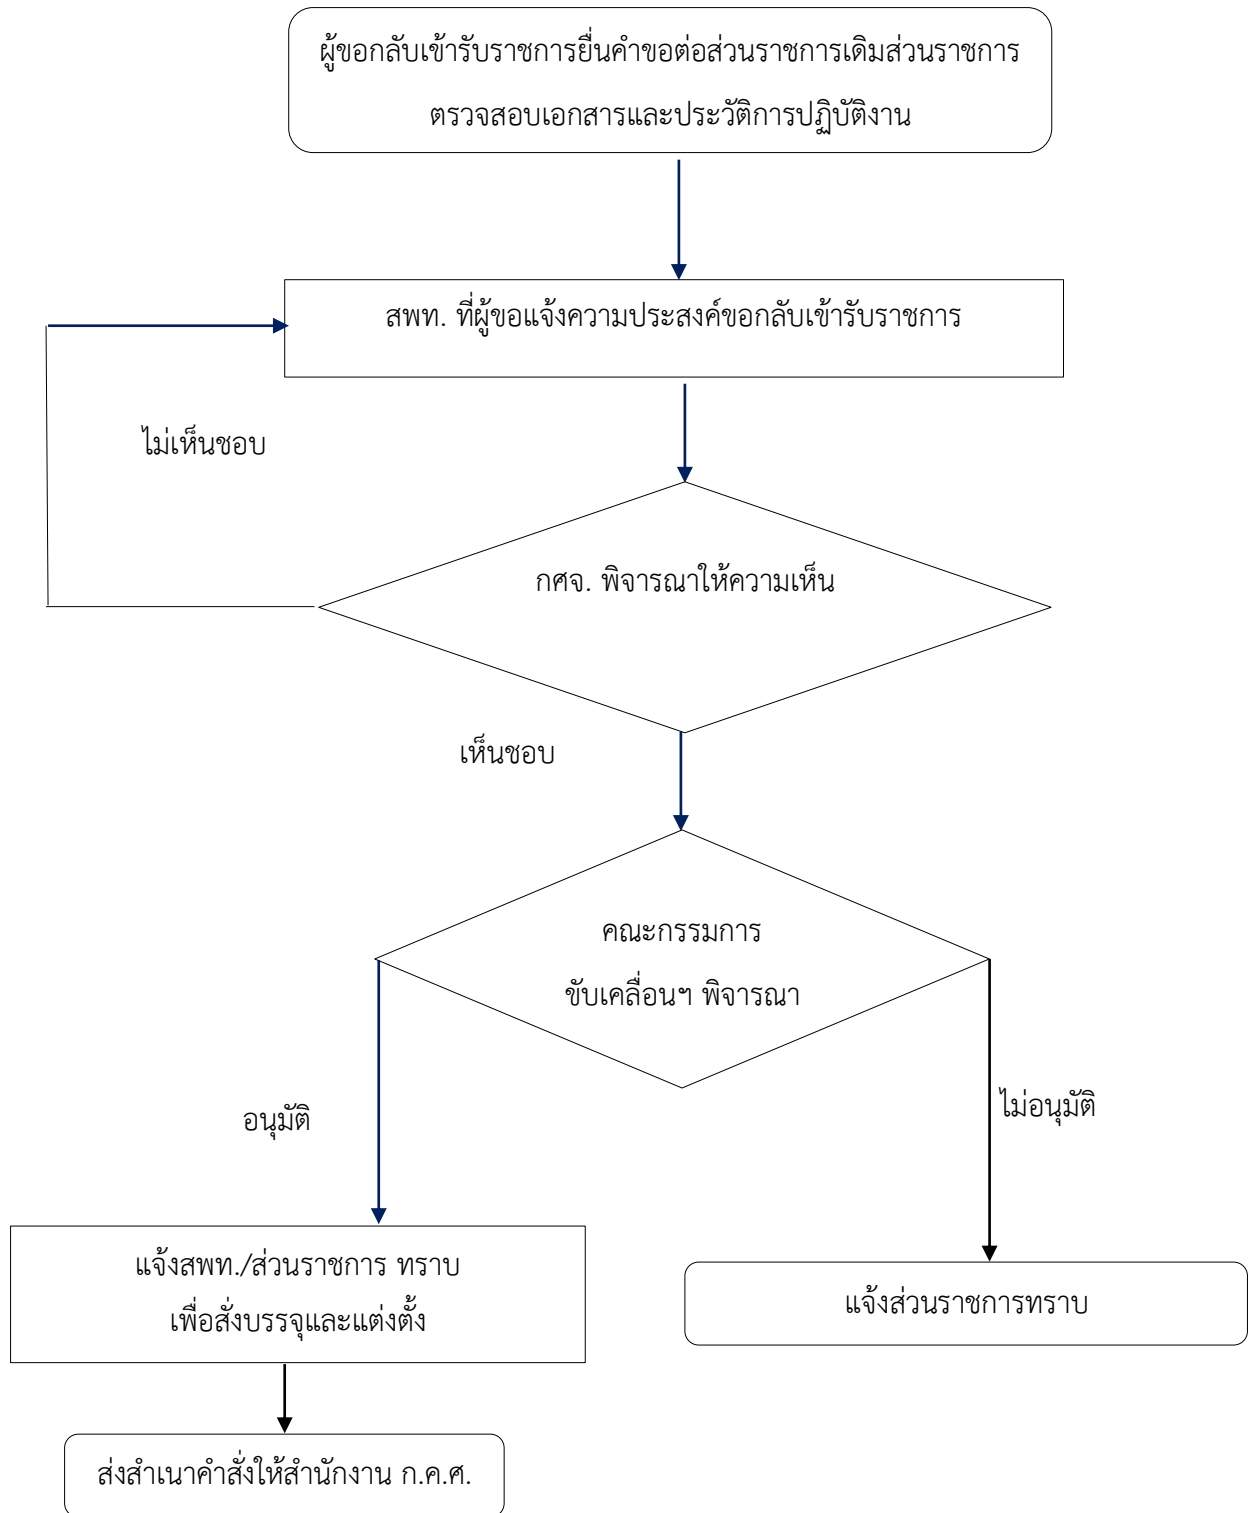 ผู้ขอกลับเข้ารับราชการยื่นคำขอต่อส่วนราชการเดิมส่วนราชการ
ตรวจสอบเอกสารและประวัติการปฏิบัติงาน
สพท. ที่ผู้ขอแจ้งความประสงค์ขอกลับเข้ารับราชการ
ไม่เห็นชอบ
กศจ. พิจารณาให้ความเห็น
เห็นชอบ
คณะกรรมการ
ขับเคลื่อนฯ พิจารณา
อนุมัติ
ไม่อนุมัติ
แจ้งสพท./ส่วนราชการ ทราบ
เพื่อสั่งบรรจุและแต่งตั้ง
แจ้งส่วนราชการทราบ
ส่งสำเนาคำสั่งให้สำนักงาน ก.ค.ศ.